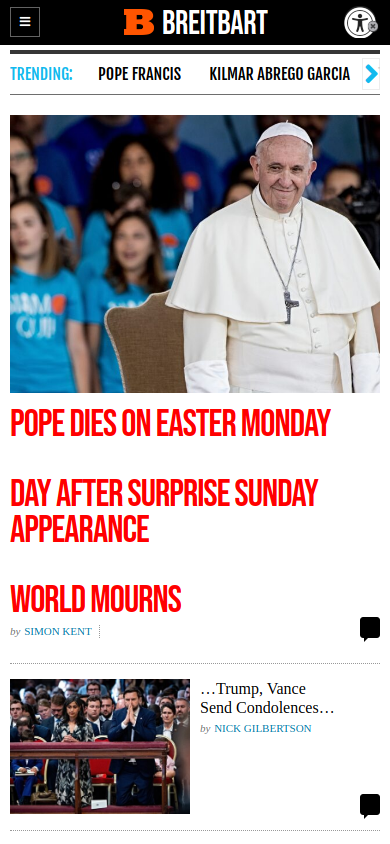 B BREITBART
TRENDING: POPE FRANCIS KILMAR ABREGO GARCIA
POPE DIES ON EASTER MONDAY
DAY AFTER SURPRISE SUNDAY
APPEARANCE
WORLD MOURNS
by SIMON KENT
…Trump, Vance
Send Condolences…
by NICK GILBERTSON